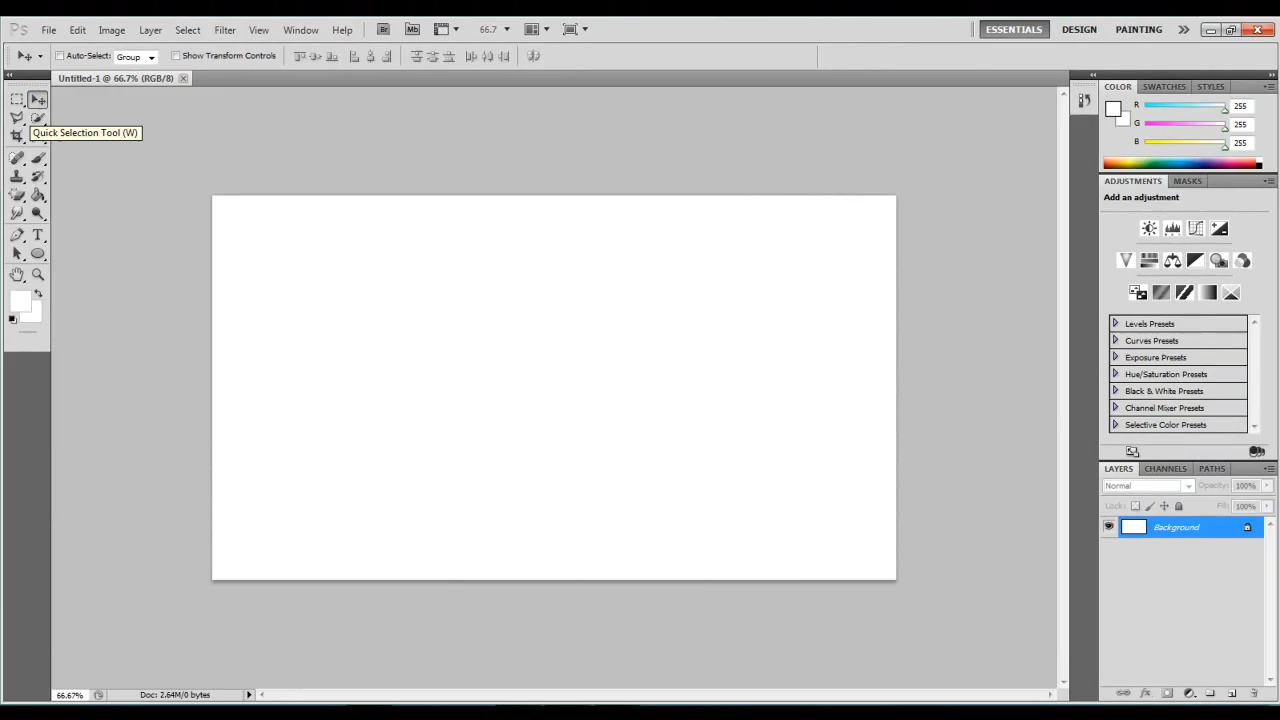 Ps File Edit Image Layer Select Filter View Window Help Br Mb 66.7 ESSENTIALS DESIGN PAINTING
Auto-Select: Group Show Transform Controls
Untitled-1 @ 66.7% (RGB/8)
COLOR SWATCHES STYLES
R 255
G 255
B 255
Quick Selection Tool (W)
T
ADJUSTMENTS MASKS
Add an adjustment
Levels Presets
Curves Presets
Exposure Presets
Hue/Saturation Presets
Black & White Presets
Channel Mixer Presets
Selective Color Presets
LAYERS CHANNELS PATHS
Normal Opacity: 100%
Lock: Fill: 100%
Background
66.67% Doc: 2.64M/0 bytes